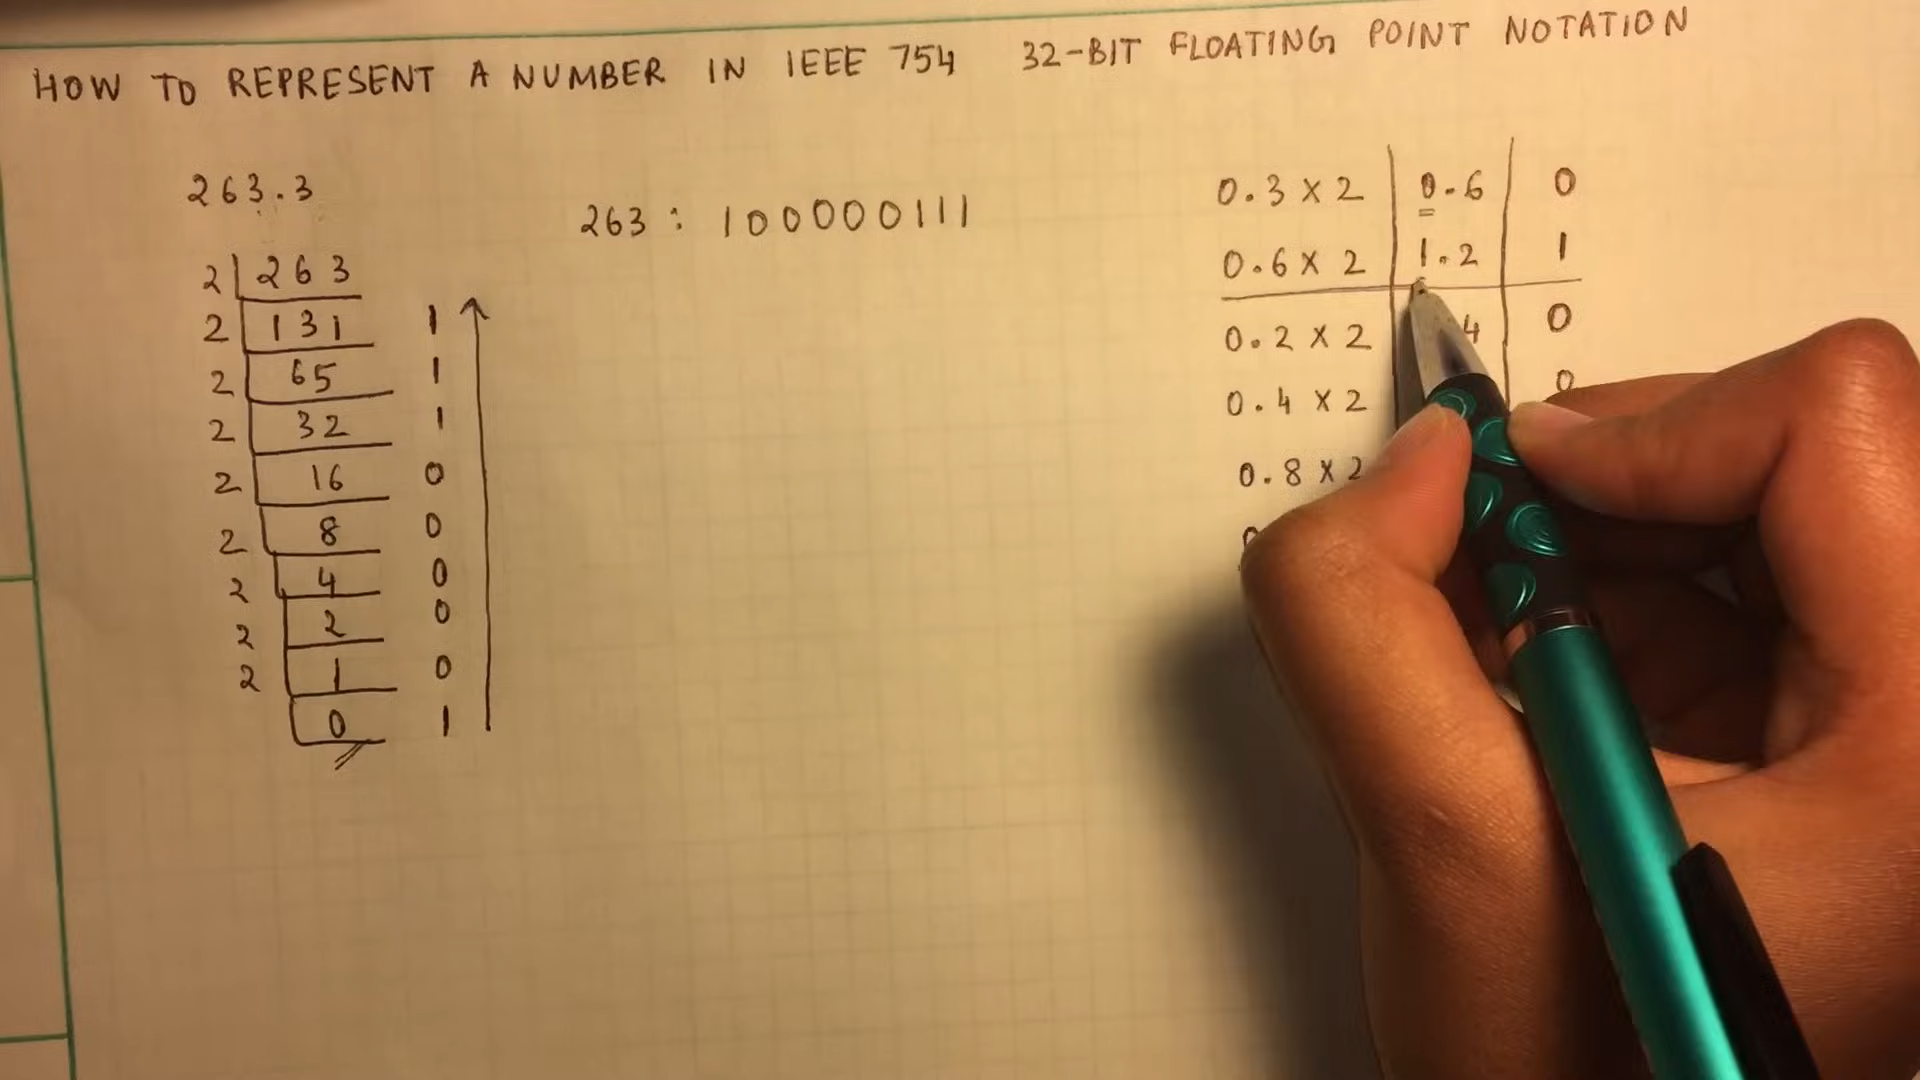 HOW TO REPRESENT A NUMBER IN IEEE 754 32-BIT FLOATING POINT NOTATION
263.3
263 : 100000111
2 263
2 131 1
2 65 1
2 32 1
2 16 0
2 8 0
2 4 0
2 2 0
2 1 0
0 1
0.3 x 2 0.6 0
0.6 x 2 1.2 1
0.2 x 2 4 0
0.4 x 2 0
0.8 x 2